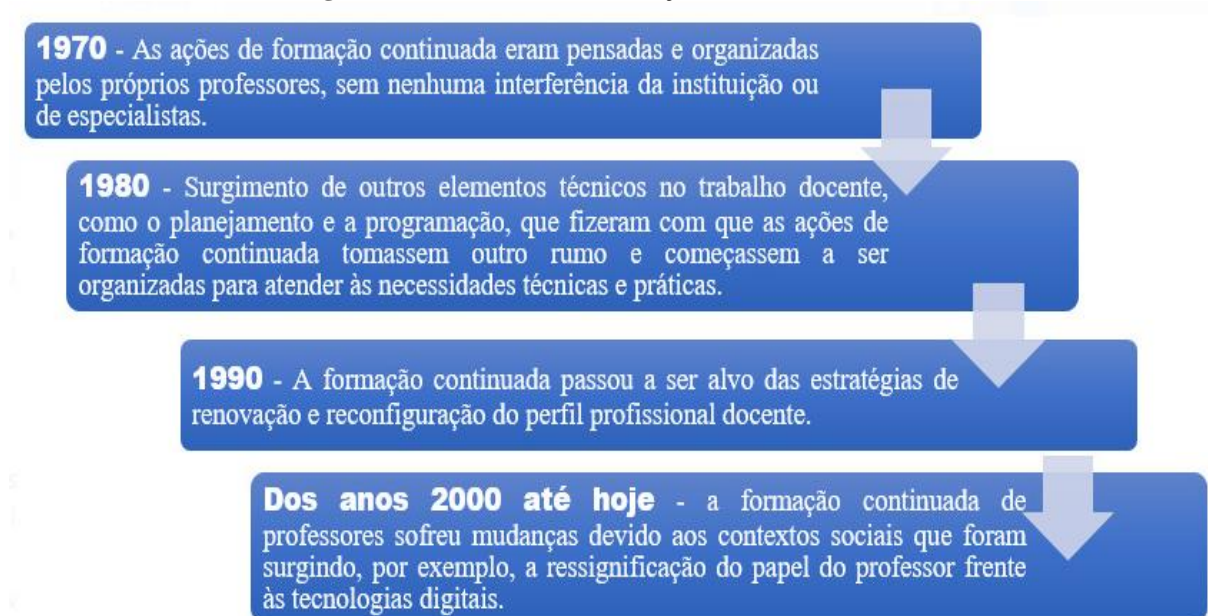 1970 - As ações de formação continuada eram pensadas e organizadas
pelos próprios professores, sem nenhuma interferência da instituição ou
de especialistas.
1980 - Surgimento de outros elementos técnicos no trabalho docente,
como o planejamento e a programação, que fizeram com que as ações de
formação continuada tomassem outro rumo e começassem a ser
organizadas para atender às necessidades técnicas e práticas.
1990 - A formação continuada passou a ser alvo das estratégias de
renovação e reconfiguração do perfil profissional docente.
Dos anos 2000 até hoje - a formação continuada de
professores sofreu mudanças devido aos contextos sociais que foram
surgindo, por exemplo, a ressignificação do papel do professor frente
às tecnologias digitais.